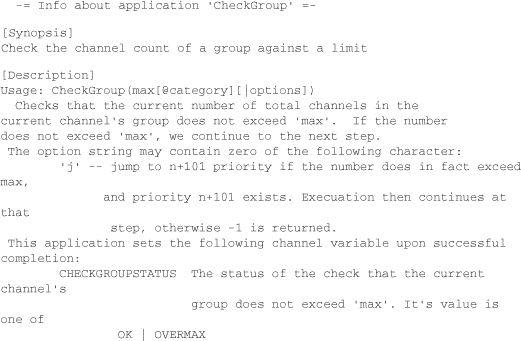 -= Info about application 'CheckGroup' =-
[Synopsis]
Check the channel count of a group against a limit
[Description]
Usage: CheckGroup(max[@category][|options])
Checks that the current number of total channels in the
current channel's group does not exceed 'max'.  If the number
does not exceed 'max', we continue to the next step.
The option string may contain zero of the following character:
'j' -- jump to n+101 priority if the number does in fact exceed
max,
and priority n+101 exists. Execuation then continues at
that
step, otherwise -1 is returned.
This application sets the following channel variable upon successful
completion:
CHECKGROUPSTATUS  The status of the check that the current
channel's
group does not exceed 'max'. It's value is
one of
OK | OVERMAX